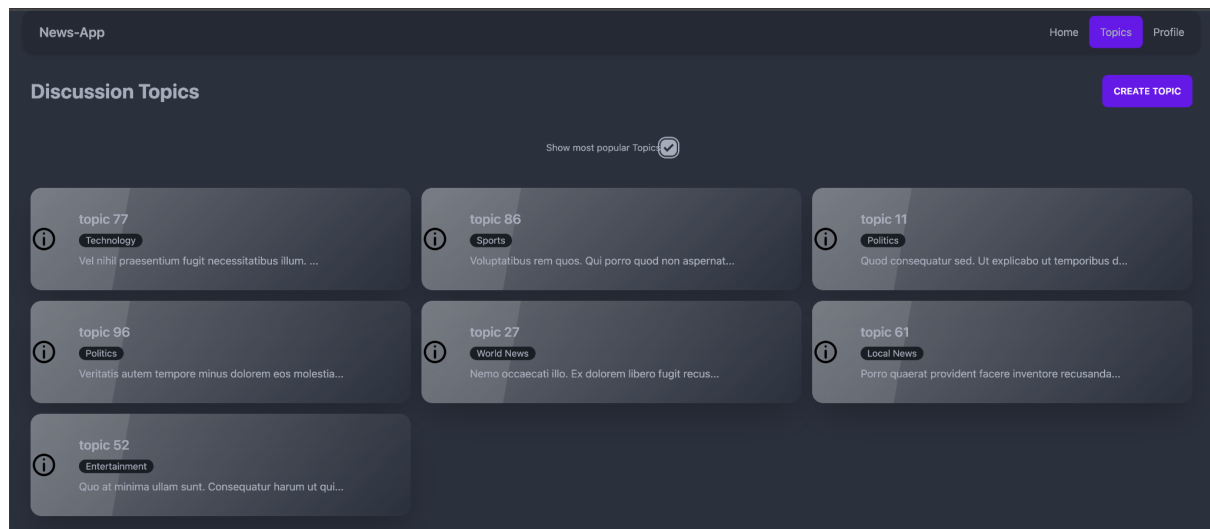 News-App
Home
Topics
Profile
Discussion Topics
CREATE TOPIC
Show most popular Topics
topic 77
Technology
Vel nihil praesentium fugit necessitatibus illum. ...
topic 86
Sports
Voluptatibus rem quos. Qui porro quod non aspernat...
topic 11
Politics
Quod consequatur sed. Ut explicabo ut temporibus d...
topic 96
Politics
Veritatis autem tempore minus dolorem eos molestia...
topic 27
World News
Nemo occaecati illo. Ex dolorem libero fugit recus...
topic 61
Local News
Porro quaerat provident facere inventore recusanda...
topic 52
Entertainment
Quo at minima ullam sunt. Consequatur harum ut qui...